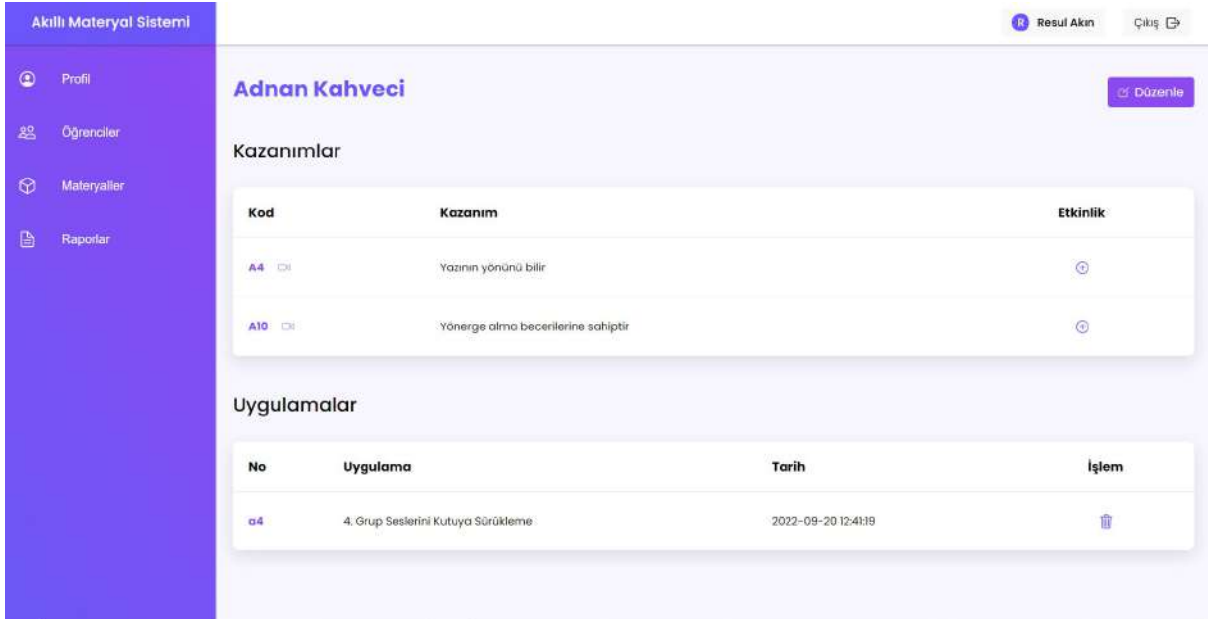 Akıllı Materyal Sistemi
R Resul Akın Çıkış
Profil
Öğrenciler
Materyaller
Raporlar
Adnan Kahveci
Düzenle
Kazanımlar
Kod Kazanım Etkinlik
A4 Yazının yönünü bilir
A10 Yönerge alma becerilerine sahiptir
Uygulamalar
No Uygulama Tarih İşlem
a4 4. Grup Seslerini Kutuya Sürükleme 2022-09-20 12:41:19